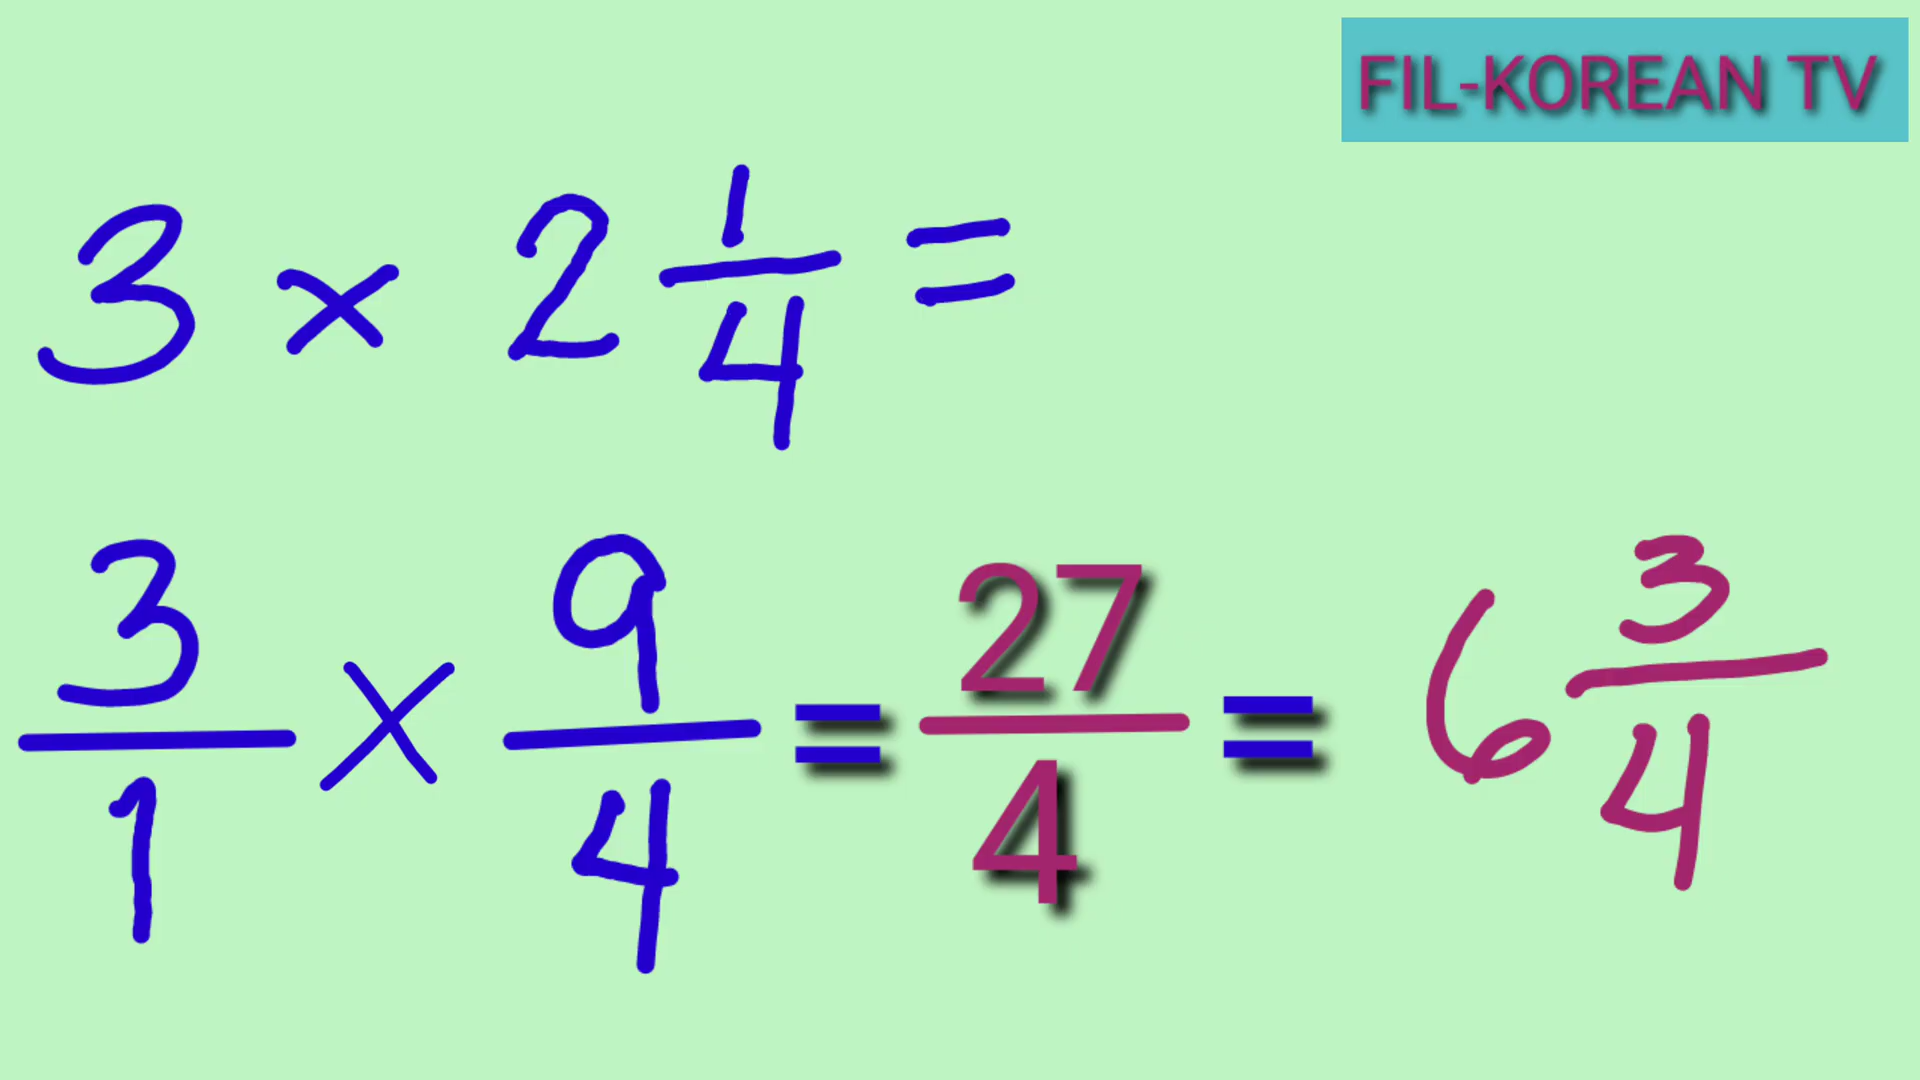 FIL-KOREAN TV
3 × 2 1/4 =
3/1 × 9/4 = 27/4 = 6 3/4